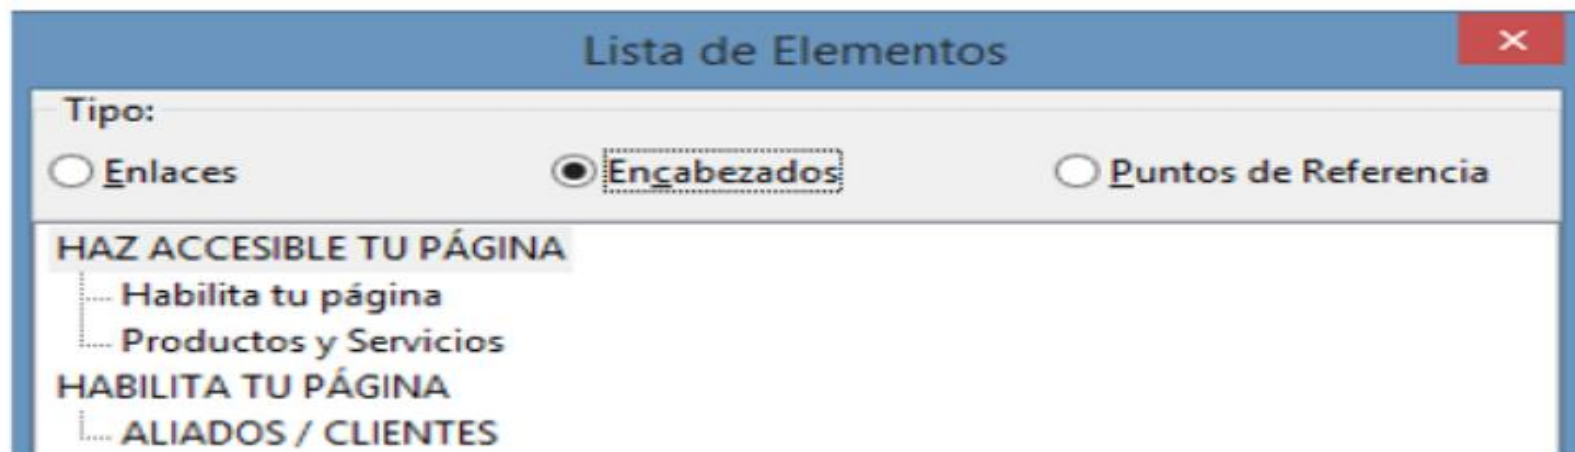 Lista de Elementos
Tipo:
Enlaces Encabezados Puntos de Referencia
HAZ ACCESIBLE TU PÁGINA
Habilita tu página
Productos y Servicios
HABILITA TU PÁGINA
ALIADOS / CLIENTES